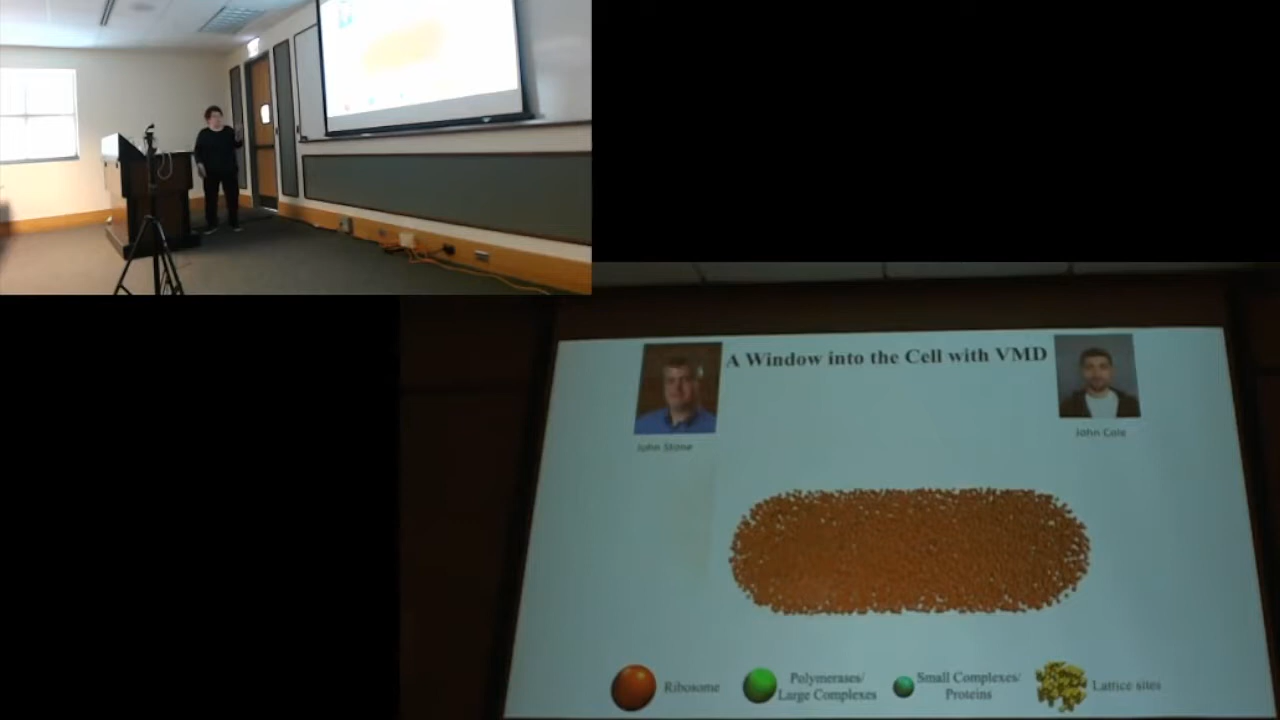 A Window into the Cell with VMD
John Stone
John Cole
Ribosome
Polymerases/
Large Complexes
Small Complexes/
Proteins
Lattice sites